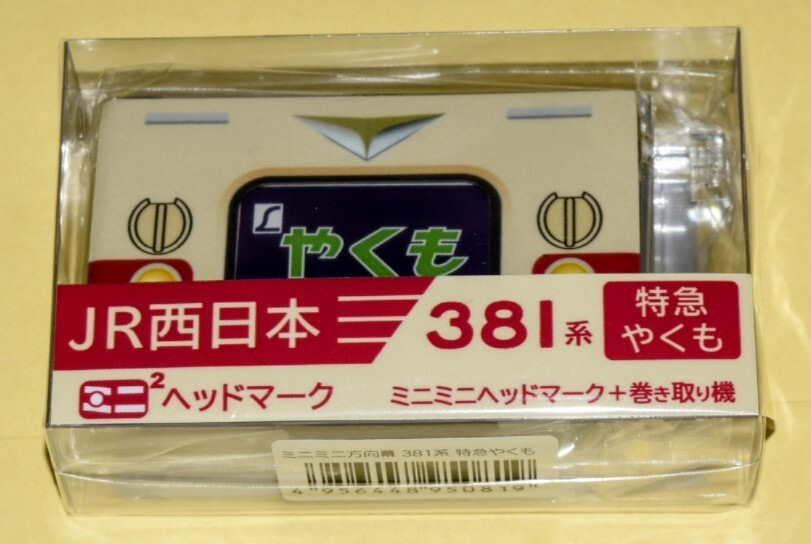 やくも
JR西日本
381系
特急
やくも
2ヘッドマーク
ミニミニヘッドマーク+巻き取り機
ミニミニ方向幕 381系 特急やくも
4956448950819